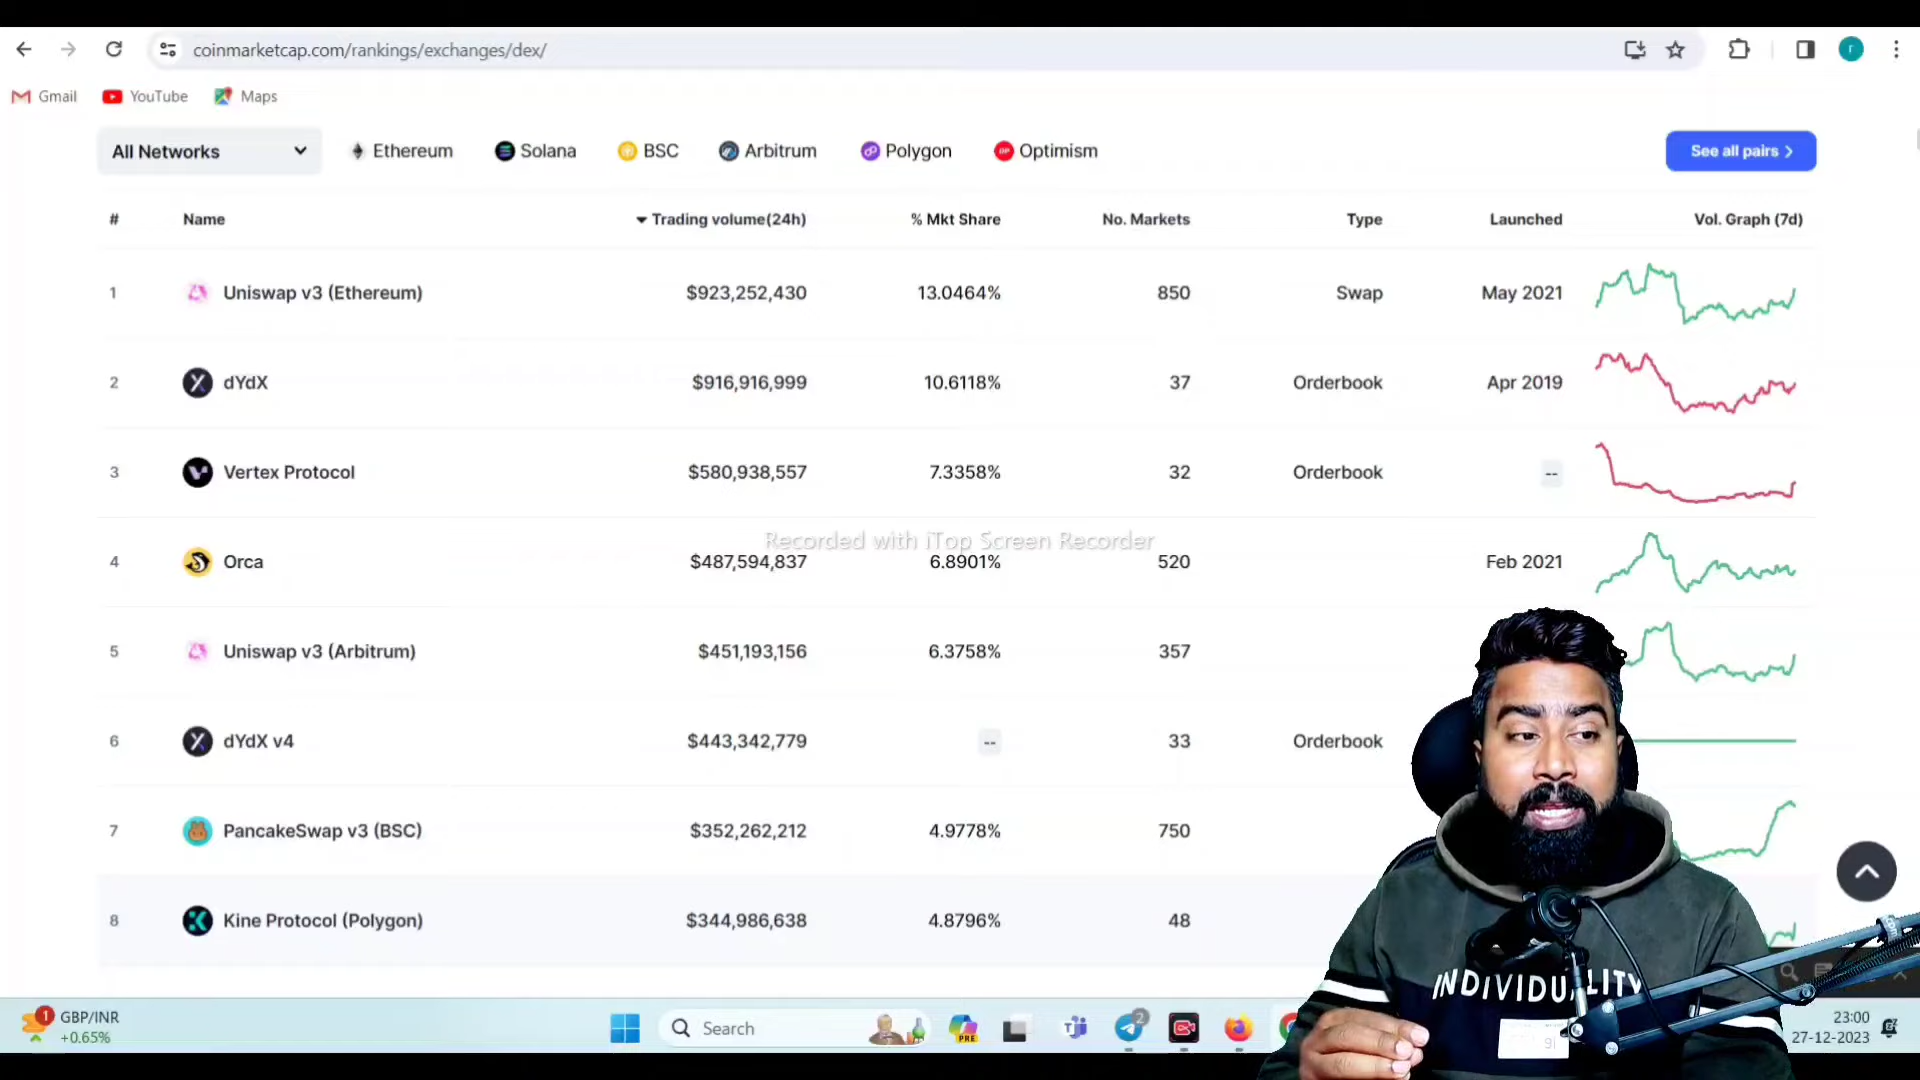 coinmarketcap.com/rankings/exchanges/dex/
r
Gmail YouTube Maps
All Networks Ethereum Solana BSC Arbitrum Polygon Optimism See all pairs
# Name Trading volume(24h) % Mkt Share No. Markets Type Launched Vol. Graph (7d)
1 Uniswap v3 (Ethereum) $923,252,430 13.0464% 850 Swap May 2021
2 dYdX $916,916,999 10.6118% 37 Orderbook Apr 2019
3 Vertex Protocol $580,938,557 7.3358% 32 Orderbook --
Recorded with iTop Screen Recorder
4 Orca $487,594,837 6.8901% 520 Feb 2021
5 Uniswap v3 (Arbitrum) $451,193,156 6.3758% 357
6 dYdX v4 $443,342,779 -- 33 Orderbook
7 PancakeSwap v3 (BSC) $352,262,212 4.9778% 750
8 Kine Protocol (Polygon) $344,986,638 4.8796% 48
INDIVIDUALITY
1 GBP/INR
+0.65%
Search PRE 2
23:00
27-12-2023